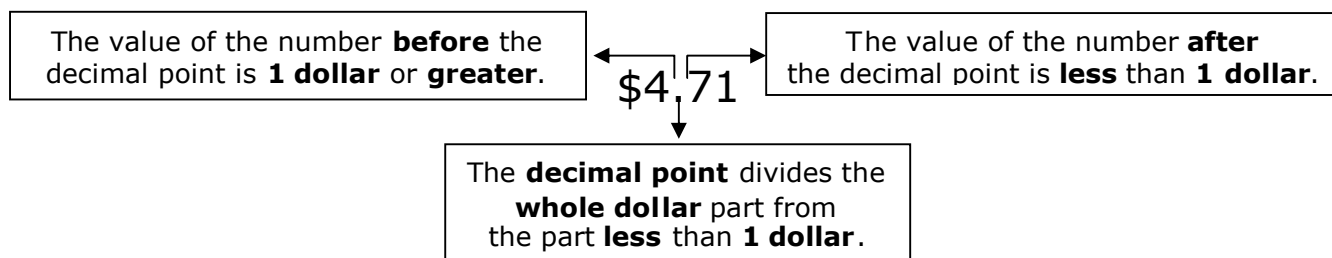 The value of the number before the
decimal point is 1 dollar or greater.
The value of the number after
the decimal point is less than 1 dollar.
$4.71
The decimal point divides the
whole dollar part from
the part less than 1 dollar.